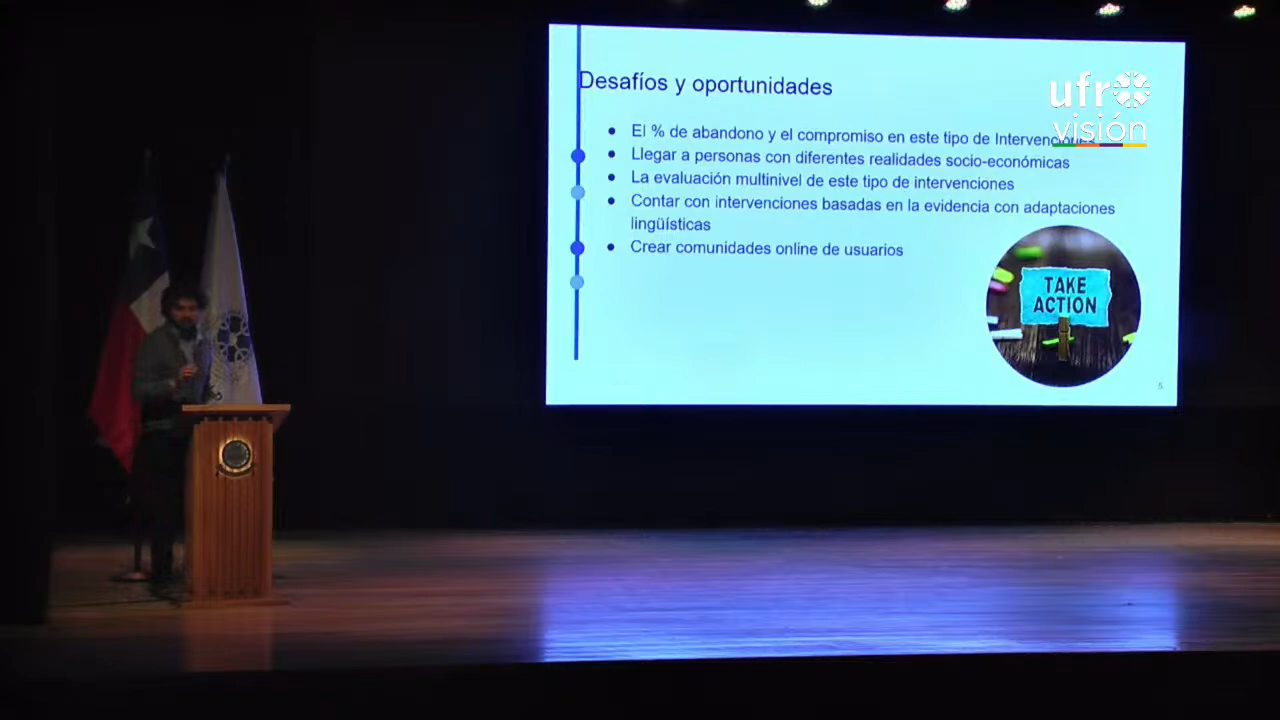 Desafíos y oportunidades
ufro
visión
El % de abandono y el compromiso en este tipo de Intervenciones
Llegar a personas con diferentes realidades socio-económicas
La evaluación multinivel de este tipo de intervenciones
Contar con intervenciones basadas en la evidencia con adaptaciones
lingüísticas
Crear comunidades online de usuarios
TAKE
ACTION
5